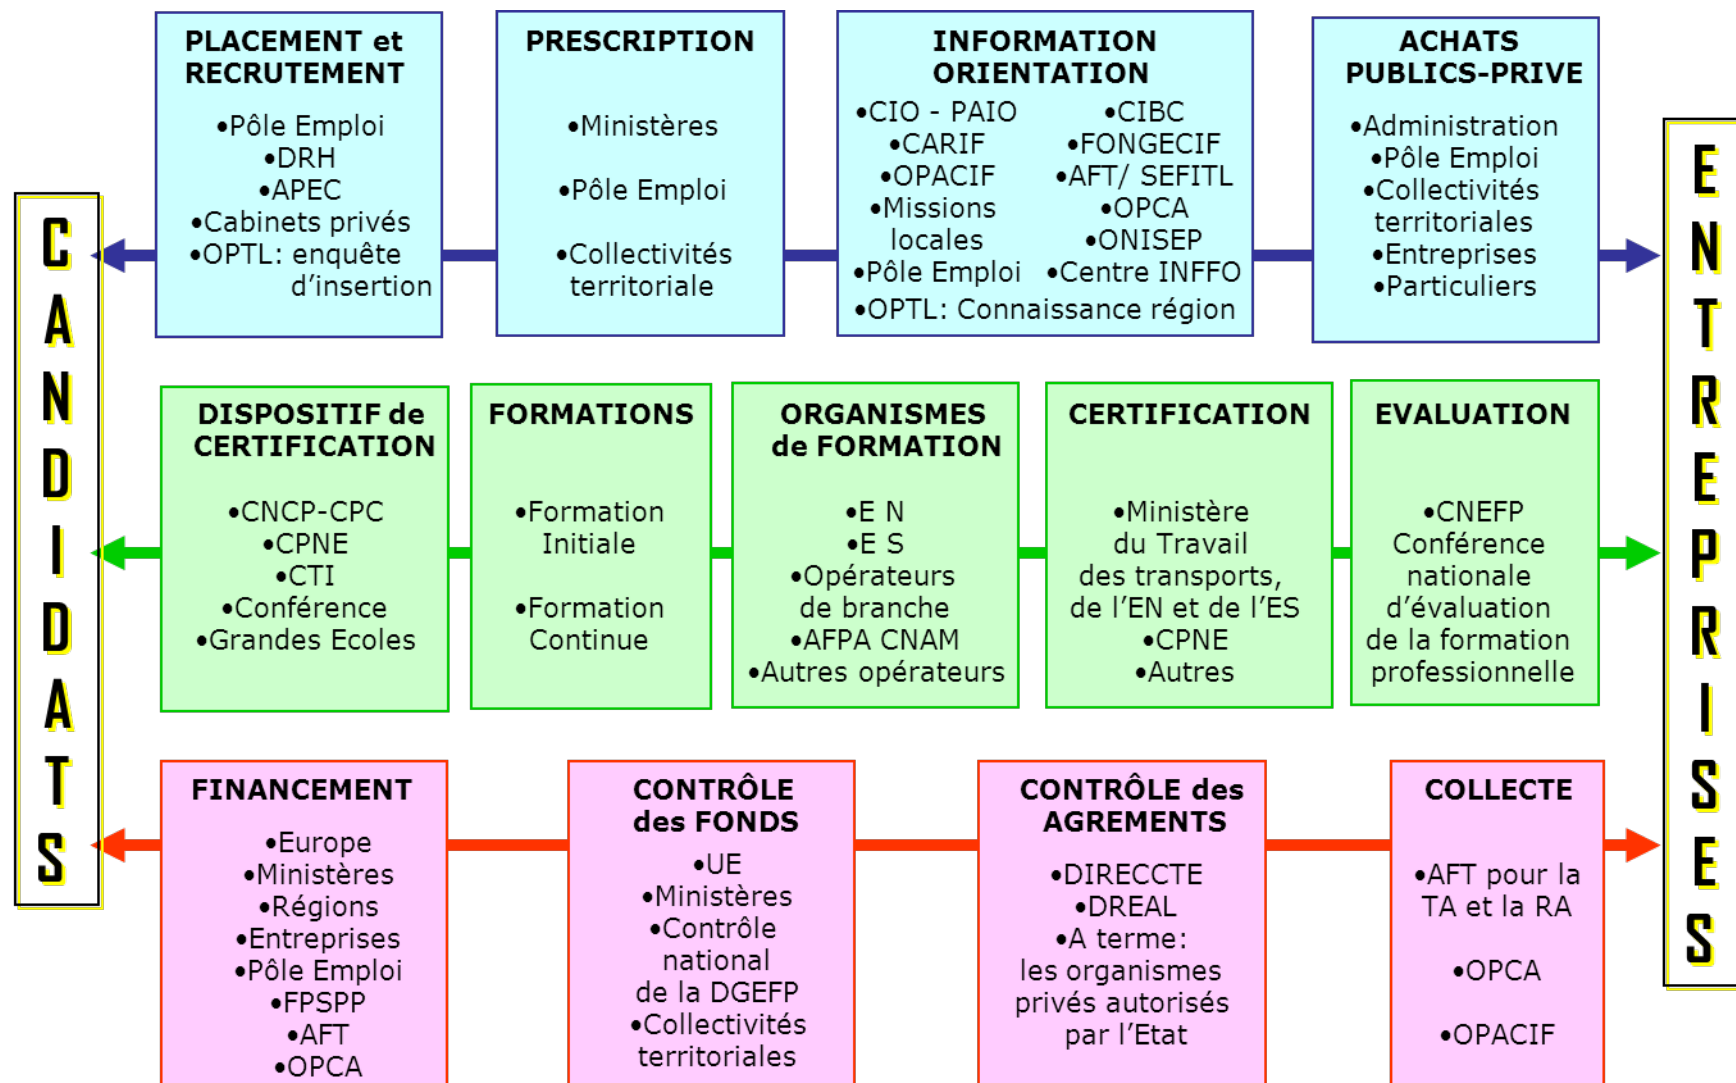 CANDIDATS
PLACEMENT et
RECRUTEMENT
•Pôle Emploi
•DRH
•APEC
•Cabinets privés
•OPTL: enquête
d’insertion
PRESCRIPTION
•Ministères
•Pôle Emploi
•Collectivités
territoriale
INFORMATION
ORIENTATION
•CIO - PAIO
•CARIF
•OPACIF
•Missions
locales
•Pôle Emploi
•CIBC
•FONGECIF
•AFT/ SEFITL
•OPCA
•ONISEP
•Centre INFFO
•OPTL: Connaissance région
ACHATS
PUBLICS-PRIVE
•Administration
•Pôle Emploi
•Collectivités
territoriales
•Entreprises
•Particuliers
DISPOSITIF de
CERTIFICATION
•CNCP-CPC
•CPNE
•CTI
•Conférence
•Grandes Ecoles
FORMATIONS
•Formation
Initiale
•Formation
Continue
ORGANISMES
de FORMATION
•E N
•E S
•Opérateurs
de branche
•AFPA CNAM
•Autres opérateurs
CERTIFICATION
•Ministère
du Travail
des transports,
de l’EN et de l’ES
•CPNE
•Autres
EVALUATION
•CNEFP
Conférence
nationale
d’évaluation
de la formation
professionnelle
FINANCEMENT
•Europe
•Ministères
•Régions
•Entreprises
•Pôle Emploi
•FPSPP
•AFT
•OPCA
CONTRÔLE
des FONDS
•UE
•Ministères
•Contrôle
national
de la DGEFP
•Collectivités
territoriales
CONTRÔLE des
AGREMENTS
•DIRECCTE
•DREAL
•A terme:
les organismes
privés autorisés
par l’Etat
COLLECTE
•AFT pour la
TA et la RA
•OPCA
•OPACIF
ENTREPRISES